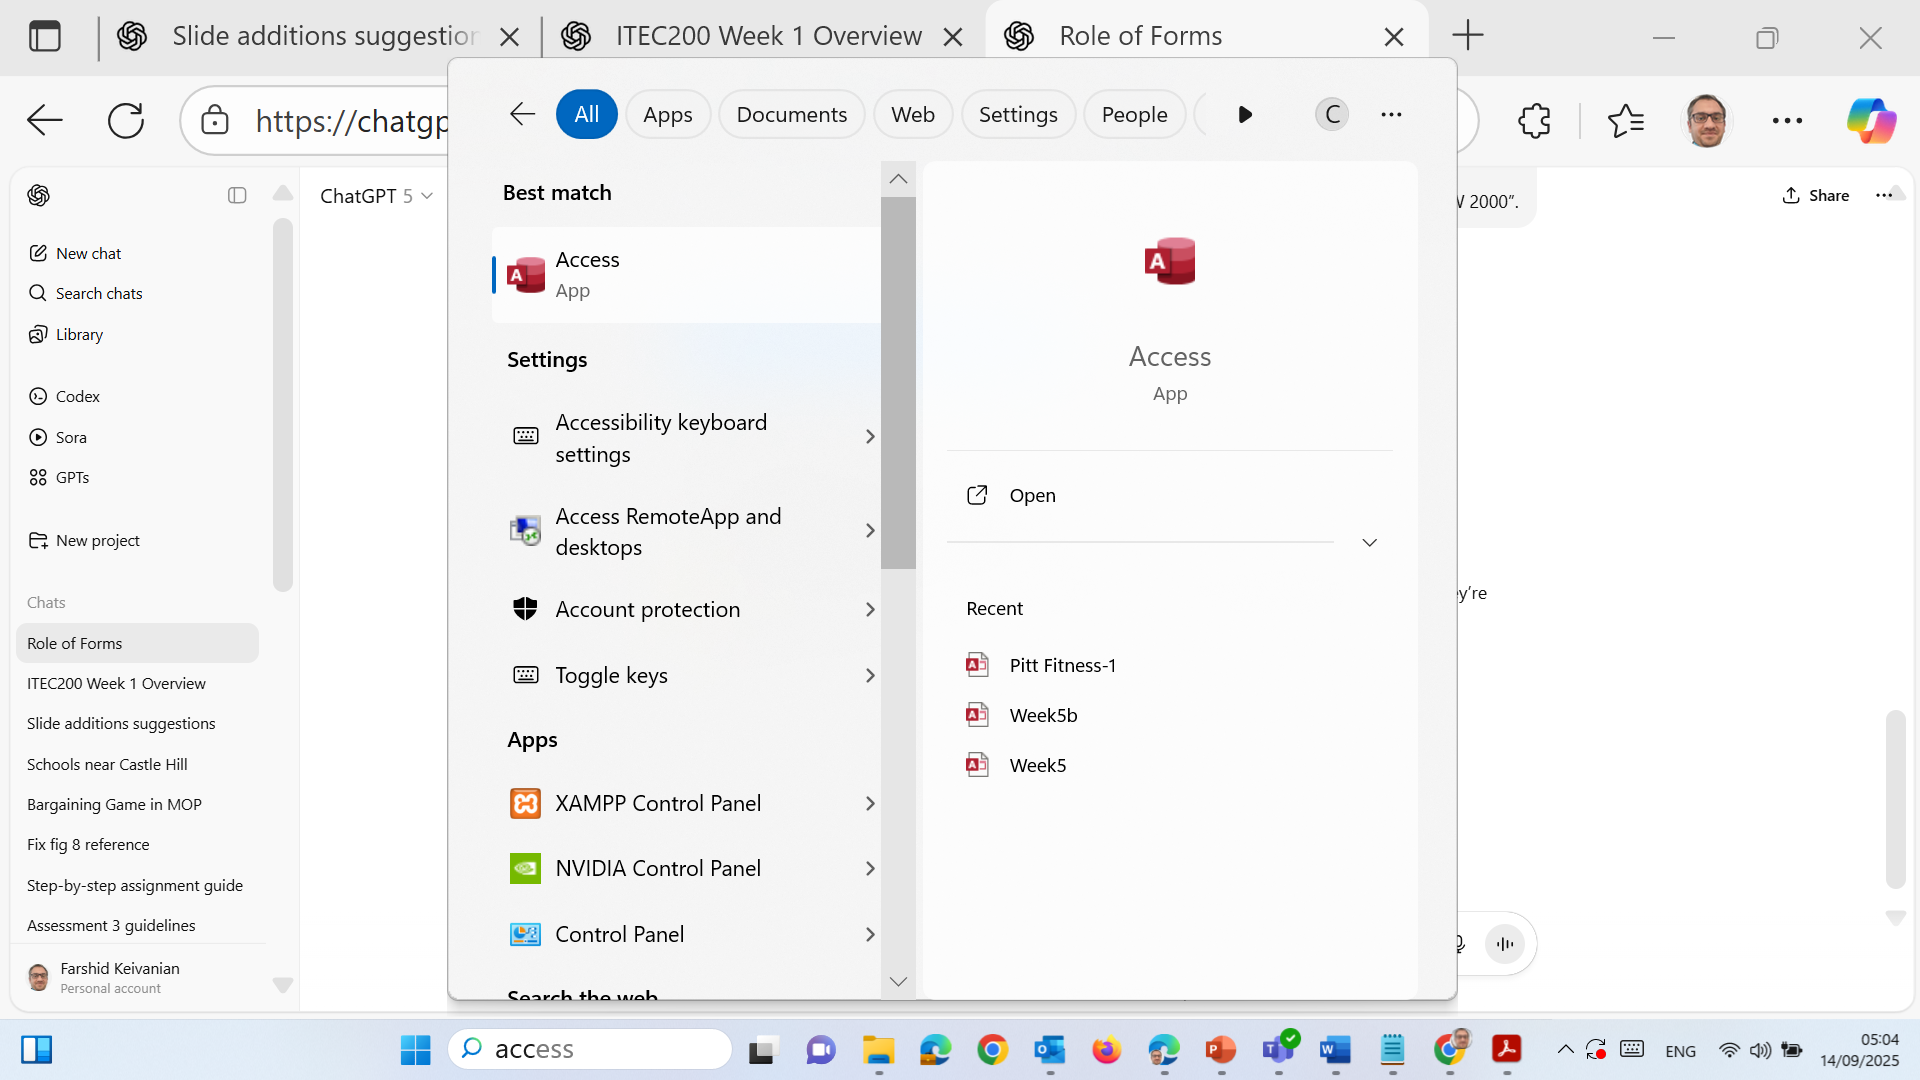 Slide additions suggestion
ITEC200 Week 1 Overview
Role of Forms
https://chatgp
All
Apps
Documents
Web
Settings
People
C
ChatGPT 5
W 2000”.
Share
New chat
Search chats
Library
Codex
Sora
GPTs
New project
Chats
Role of Forms
ITEC200 Week 1 Overview
Slide additions suggestions
Schools near Castle Hill
Bargaining Game in MOP
Fix fig 8 reference
Step-by-step assignment guide
Assessment 3 guidelines
Farshid Keivanian
Personal account
Best match
Access
App
Settings
Accessibility keyboard
settings
Access RemoteApp and
desktops
Account protection
Toggle keys
Apps
XAMPP Control Panel
NVIDIA Control Panel
Control Panel
Search the web
Access
App
Open
Recent
Pitt Fitness-1
Week5b
Week5
ey’re
access
ENG
05:04
14/09/2025